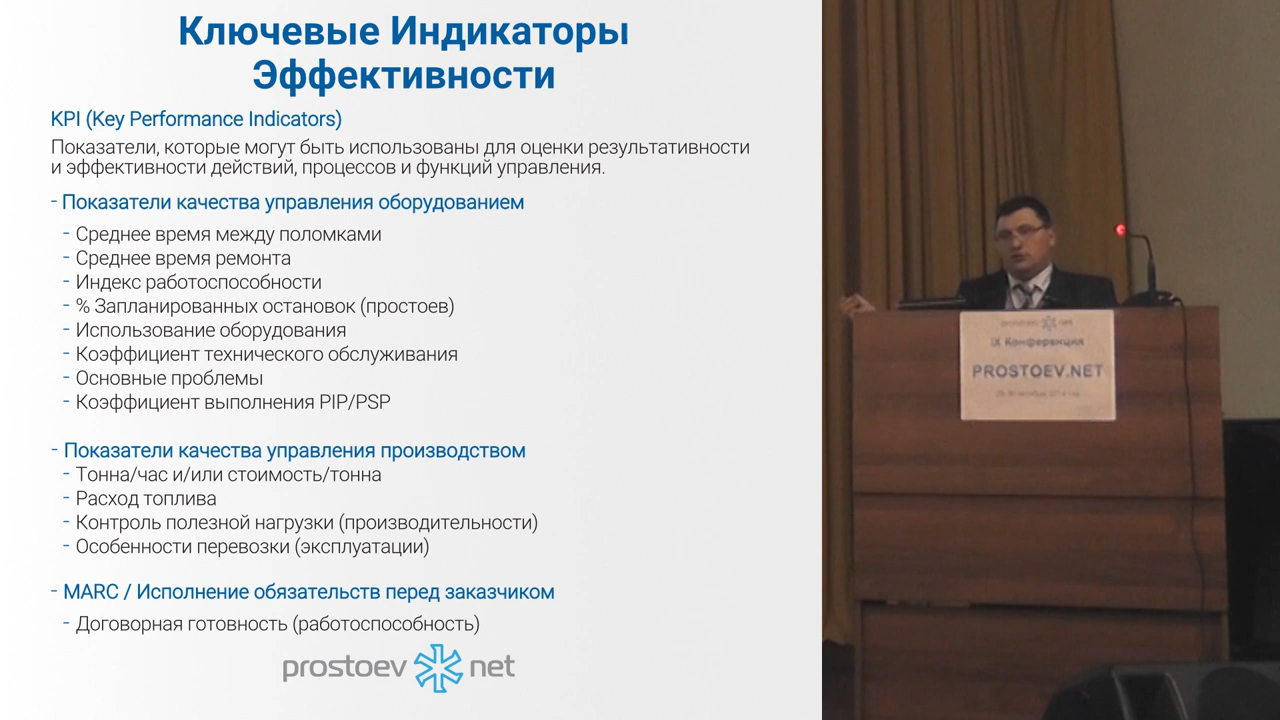 Ключевые Индикаторы
Эффективности
KPI (Key Performance Indicators)
Показатели, которые могут быть использованы для оценки результативности
и эффективности действий, процессов и функций управления.
- Показатели качества управления оборудованием
- Среднее время между поломками
- Среднее время ремонта
- Индекс работоспособности
- % Запланированных остановок (простоев)
- Использование оборудования
- Коэффициент технического обслуживания
- Основные проблемы
- Коэффициент выполнения PIP/PSP
- Показатели качества управления производством
- Тонна/час и/или стоимость/тонна
- Расход топлива
- Контроль полезной нагрузки (производительности)
- Особенности перевозки (эксплуатации)
- MARC / Исполнение обязательств перед заказчиком
- Договорная готовность (работоспособность)
prostoev net
prostoev net
IX Конференция
PROSTOEV.NET